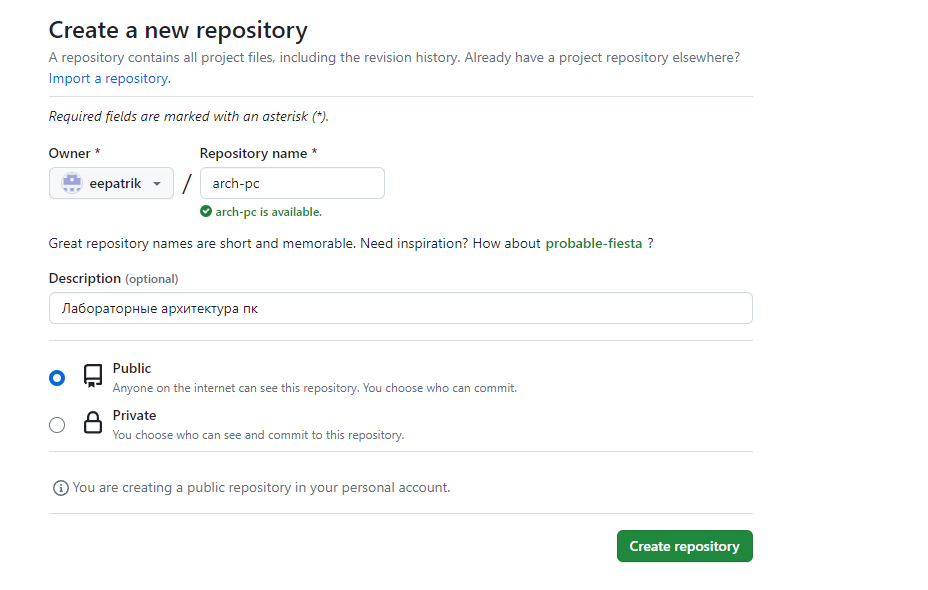 Create a new repository
A repository contains all project files, including the revision history. Already have a project repository elsewhere?
Import a repository.
Required fields are marked with an asterisk (*).
Owner * Repository name *
eepatrik / arch-pc
arch-pc is available.
Great repository names are short and memorable. Need inspiration? How about probable-fiesta ?
Description (optional)
Лабораторные архитектура пк
Public
Anyone on the internet can see this repository. You choose who can commit.
Private
You choose who can see and commit to this repository.
You are creating a public repository in your personal account.
Create repository